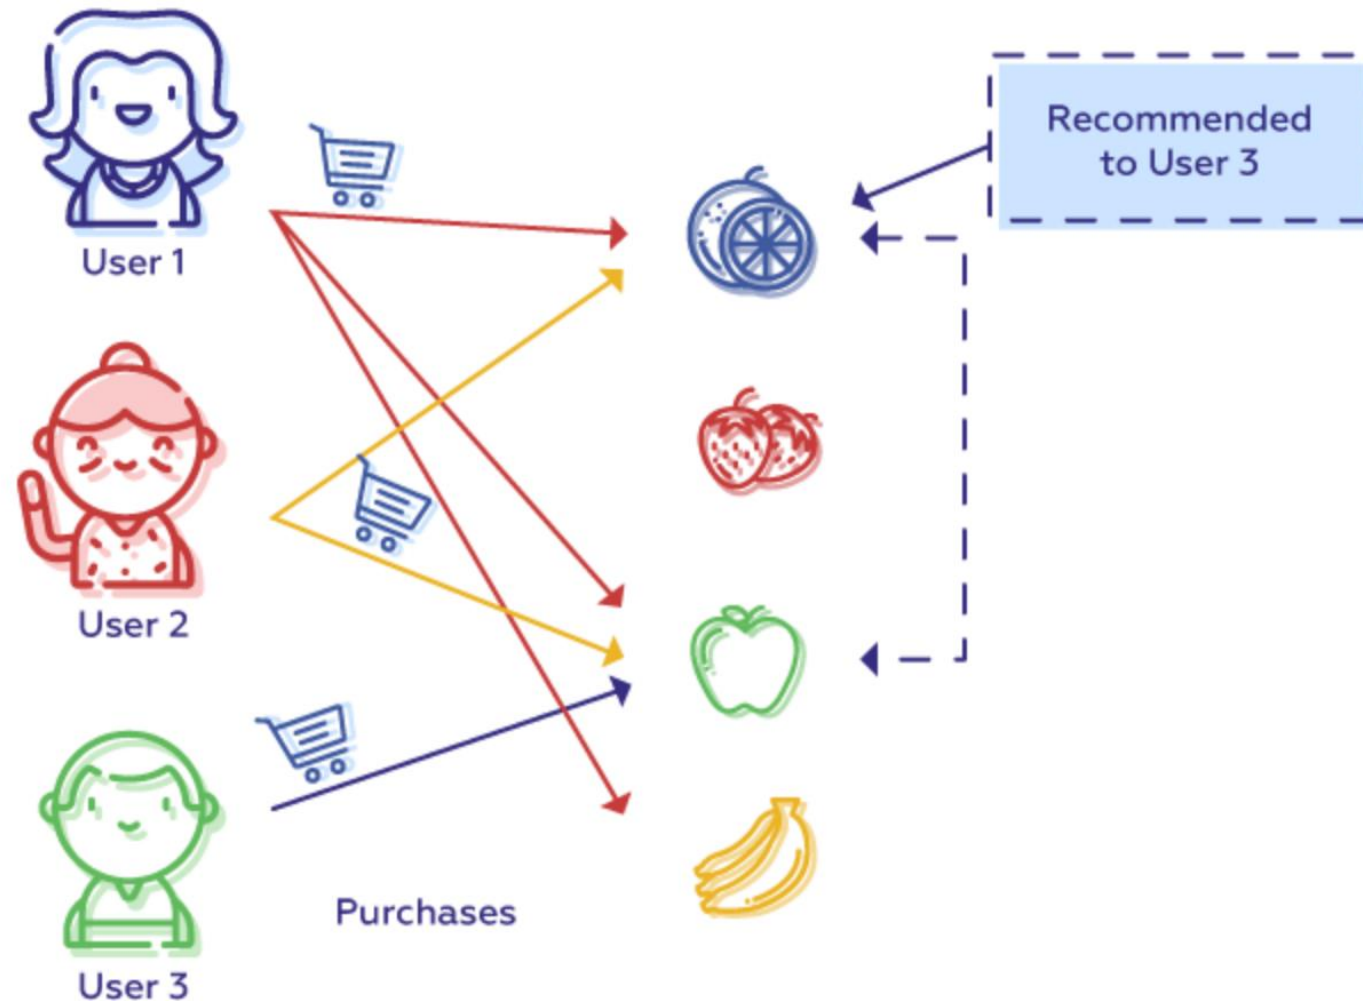 User 1
Recommended
to User 3
User 2
Purchases
User 3